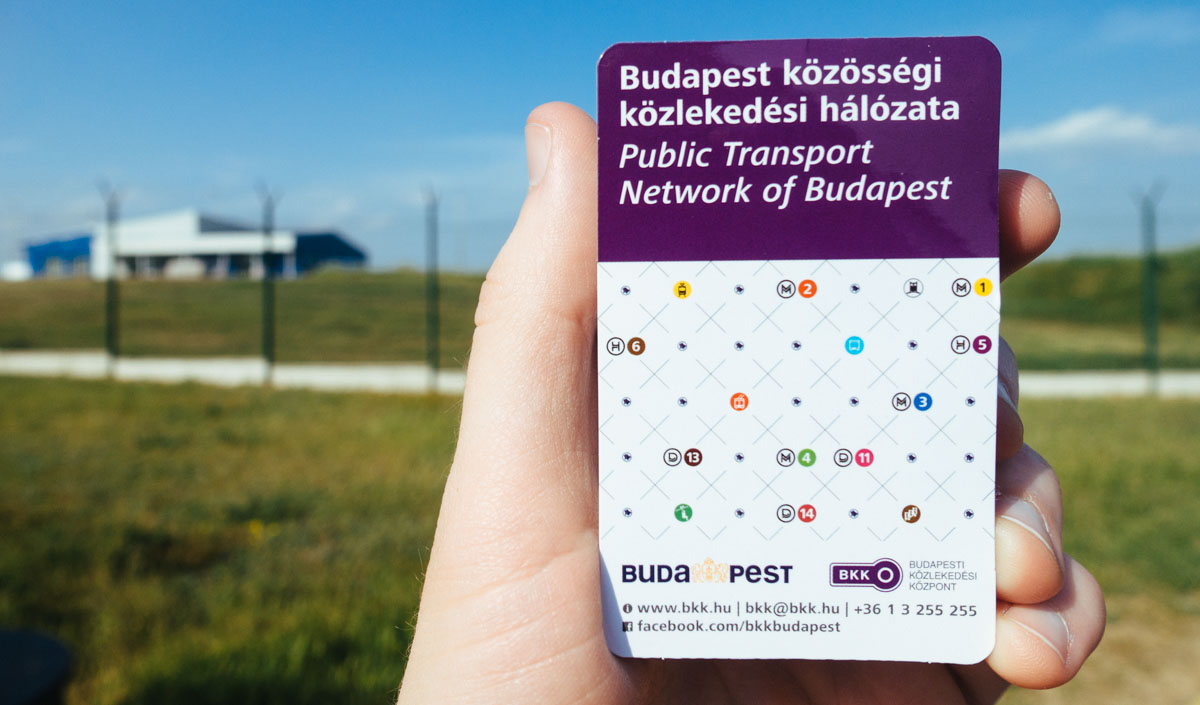 Budapest közösségi
közlekedési hálózata
Public Transport
Network of Budapest
M 2 M 1
H 6 H 5
M 3
D 13 M 4 D 11
D 14
BUDAPEST
BKK
BUDAPESTI
KÖZLEKEDÉSI
KÖZPONT
www.bkk.hu | bkk@bkk.hu | +36 1 3 255 255
facebook.com/bkkbudapest